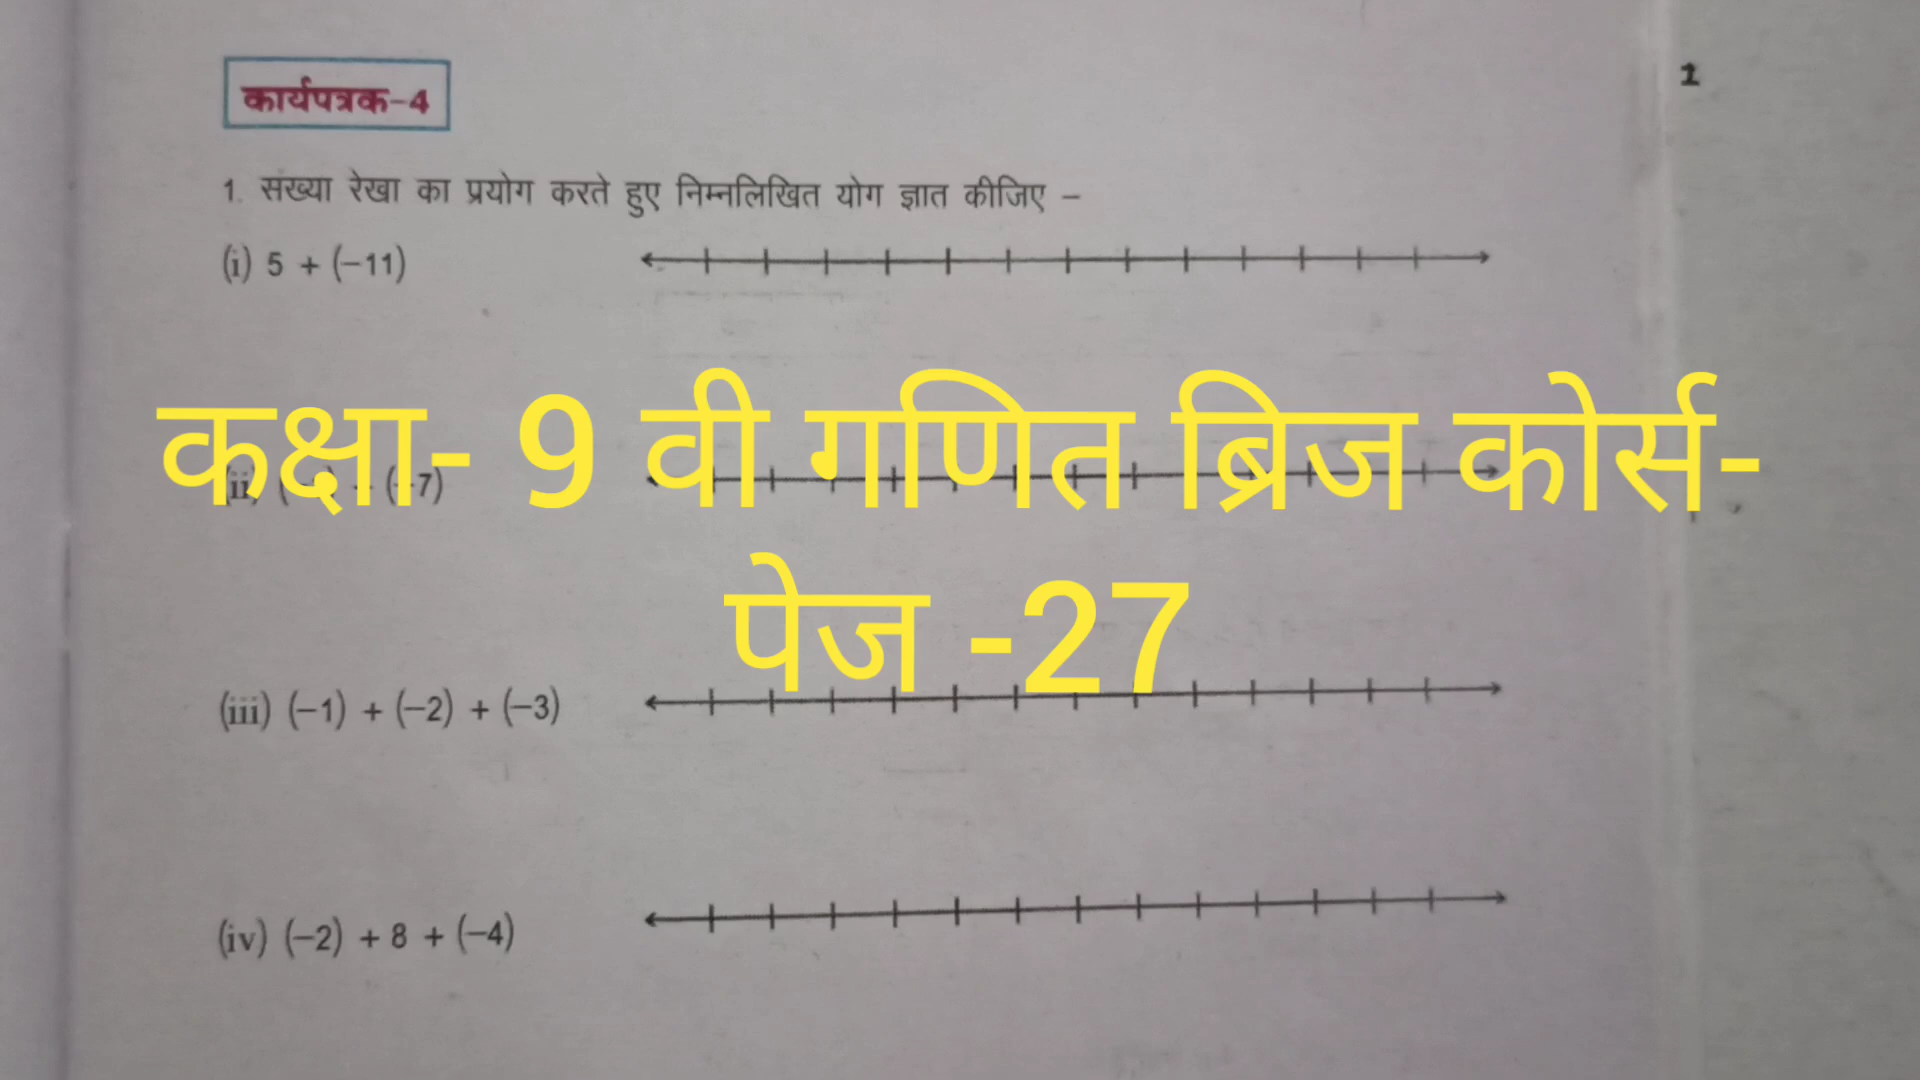 कार्यपत्रक-4
1
1. संख्या रेखा का प्रयोग करते हुए निम्नलिखित योग ज्ञात कीजिए –
(i) 5 + (–11)
कक्षा- 9 वी गणित ब्रिज कोर्स-
पेज -27
(iii) (–1) + (–2) + (–3)
(iv) (–2) + 8 + (–4)